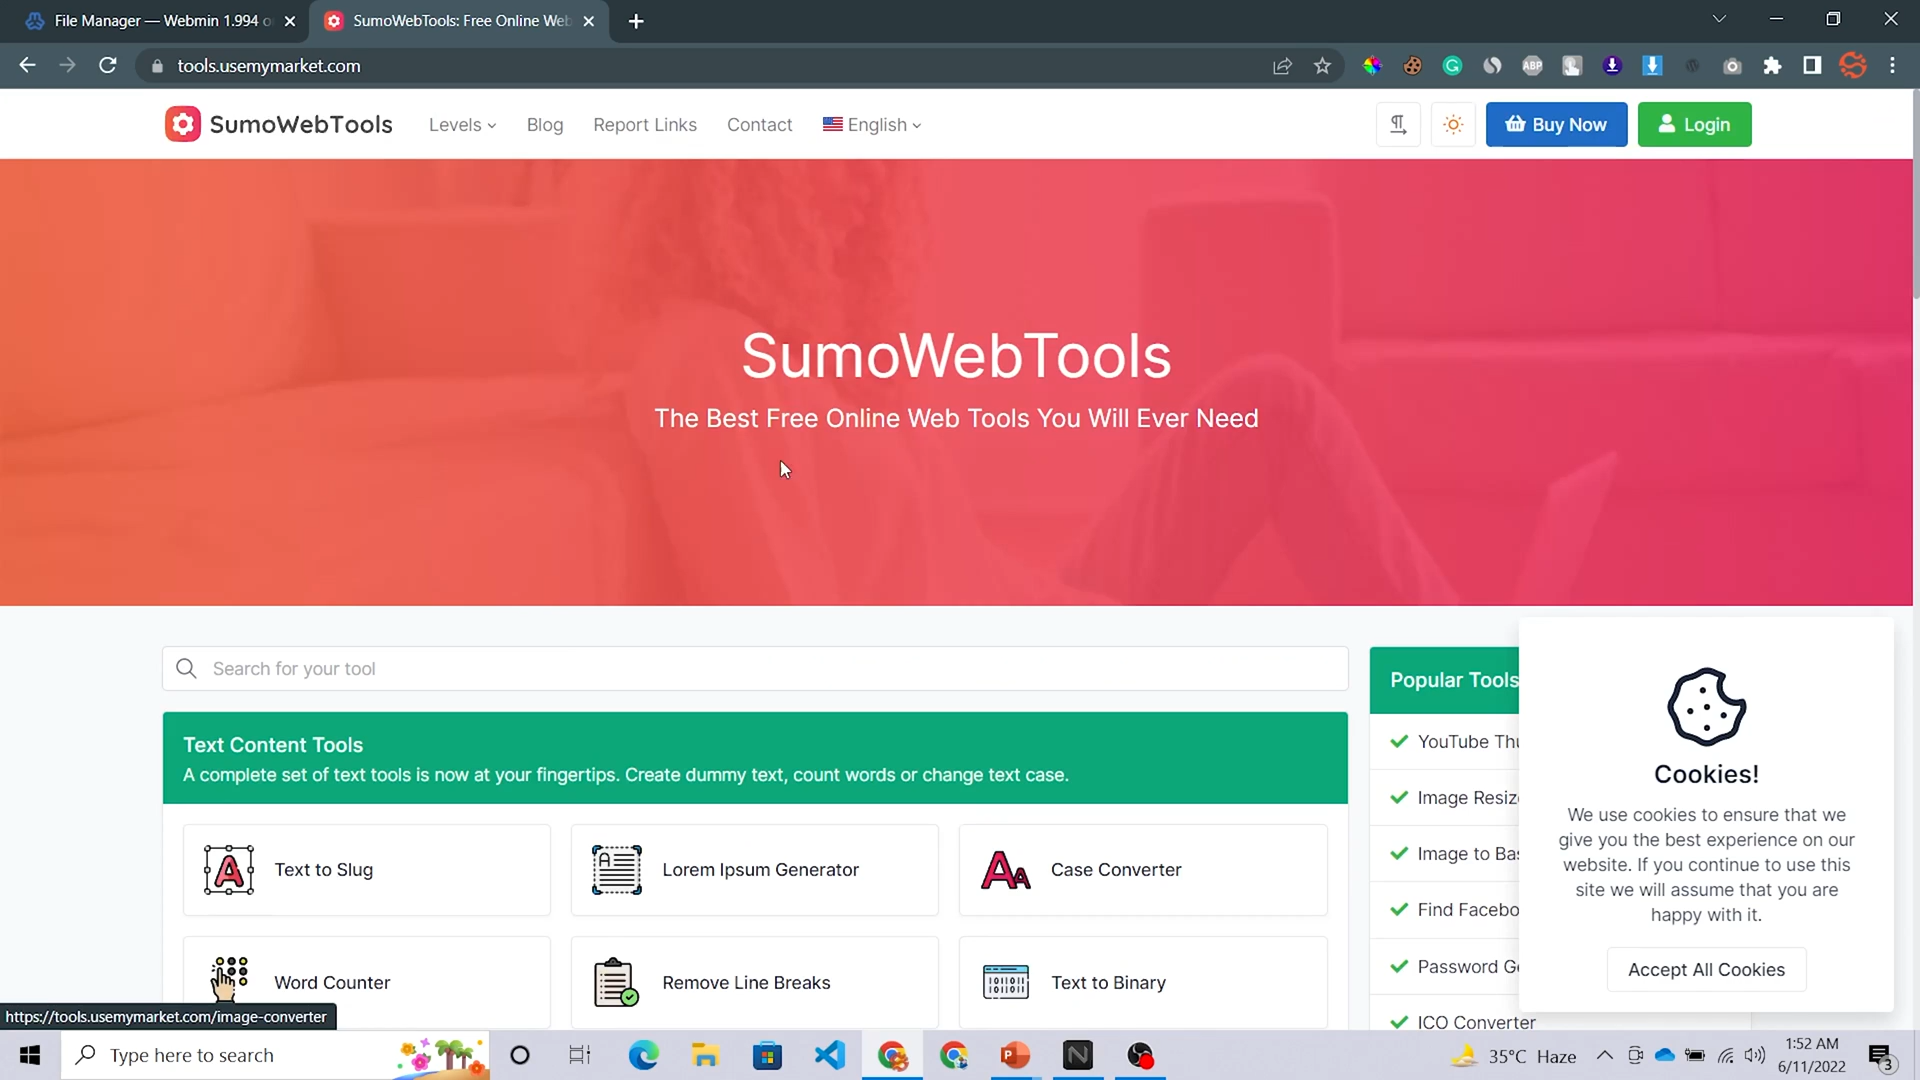 File Manager — Webmin 1.994 o
SumoWebTools: Free Online Web
tools.usemymarket.com
SumoWebTools
Levels
Blog
Report Links
Contact
English
Buy Now
Login
SumoWebTools
The Best Free Online Web Tools You Will Ever Need
Search for your tool
Text Content Tools
A complete set of text tools is now at your fingertips. Create dummy text, count words or change text case.
Text to Slug
Lorem Ipsum Generator
Case Converter
Word Counter
Remove Line Breaks
Text to Binary
Popular Tools
YouTube Thu
Image Resize
Image to Bas
Find Facebo
Password Ge
ICO Converter
Cookies!
We use cookies to ensure that we
give you the best experience on our
website. If you continue to use this
site we will assume that you are
happy with it.
Accept All Cookies
https://tools.usemymarket.com/image-converter
Type here to search
35°C Haze
1:52 AM
6/11/2022
3